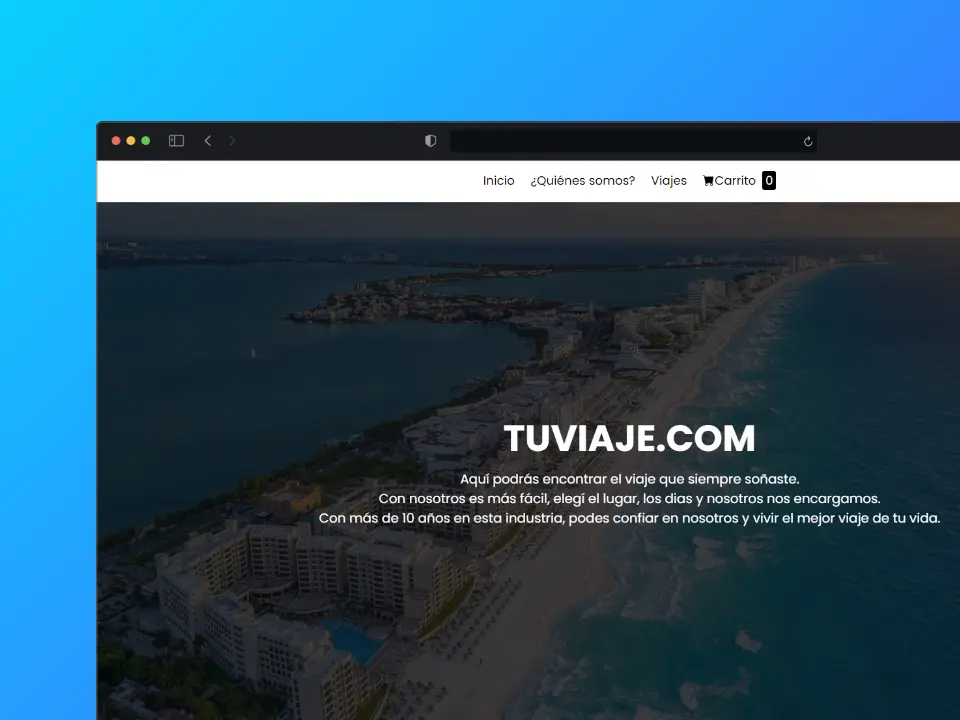 Inicio ¿Quiénes somos? Viajes Carrito 0
TUVIAJE.COM
Aquí podrás encontrar el viaje que siempre soñaste.
Con nosotros es más fácil, elegí el lugar, los dias y nosotros nos encargamos.
Con más de 10 años en esta industria, podes confiar en nosotros y vivir el mejor viaje de tu vida.